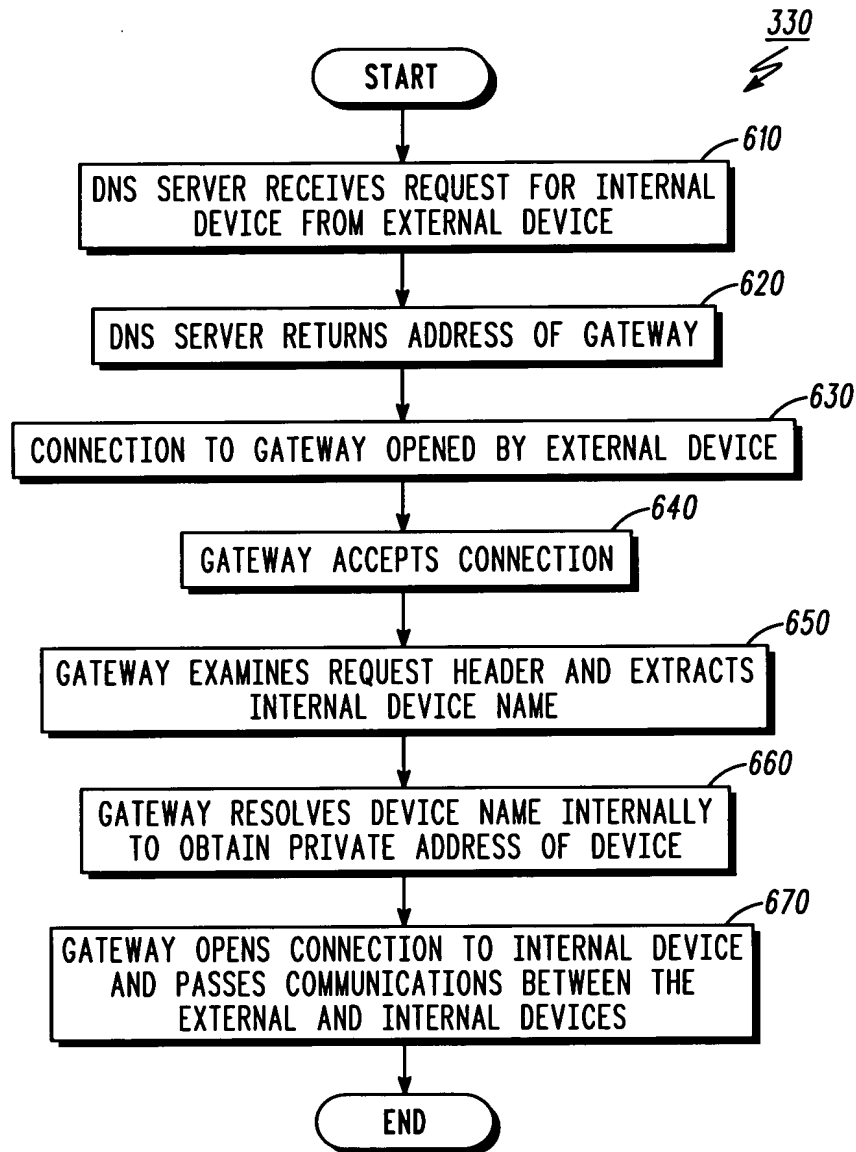 330
START
610
DNS SERVER RECEIVES REQUEST FOR INTERNAL
DEVICE FROM EXTERNAL DEVICE
620
DNS SERVER RETURNS ADDRESS OF GATEWAY
630
CONNECTION TO GATEWAY OPENED BY EXTERNAL DEVICE
640
GATEWAY ACCEPTS CONNECTION
650
GATEWAY EXAMINES REQUEST HEADER AND EXTRACTS
INTERNAL DEVICE NAME
660
GATEWAY RESOLVES DEVICE NAME INTERNALLY
TO OBTAIN PRIVATE ADDRESS OF DEVICE
670
GATEWAY OPENS CONNECTION TO INTERNAL DEVICE
AND PASSES COMMUNICATIONS BETWEEN THE
EXTERNAL AND INTERNAL DEVICES
END